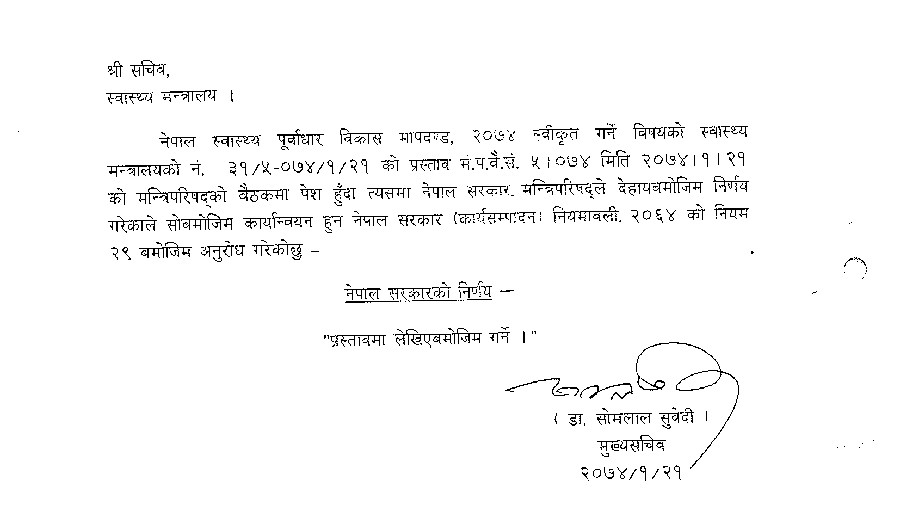 श्री सचिव,
स्वास्थ्य मन्त्रालय ।
नेपाल स्वास्थ्य पूर्वाधार विकास मापदण्ड, २०७४ स्वीकृत गर्ने विषयको स्वास्थ्य
मन्त्रालयको नं. ३१/५-०७४/१/२१ को प्रस्ताव मं.प.वै.सं. ५।०७४ मिति २०७४।१।२१
को मन्त्रिपरिषद्को बैठकमा पेश हुँदा त्यसमा नेपाल सरकार, मन्त्रिपरिषद्ले देहायबमोजिम निर्णय
गरेकाले सोबमोजिम कार्यान्वयन हुन नेपाल सरकार (कार्यसम्पादन) नियमावली, २०६४ को नियम
२९ बमोजिम अनुरोध गरेकोछु –
नेपाल सरकारको निर्णय –
"प्रस्तावमा लेखिएबमोजिम गर्ने ।"
( डा. सोमलाल सुवेदी )
मुख्यसचिव
२०७४/१/२१